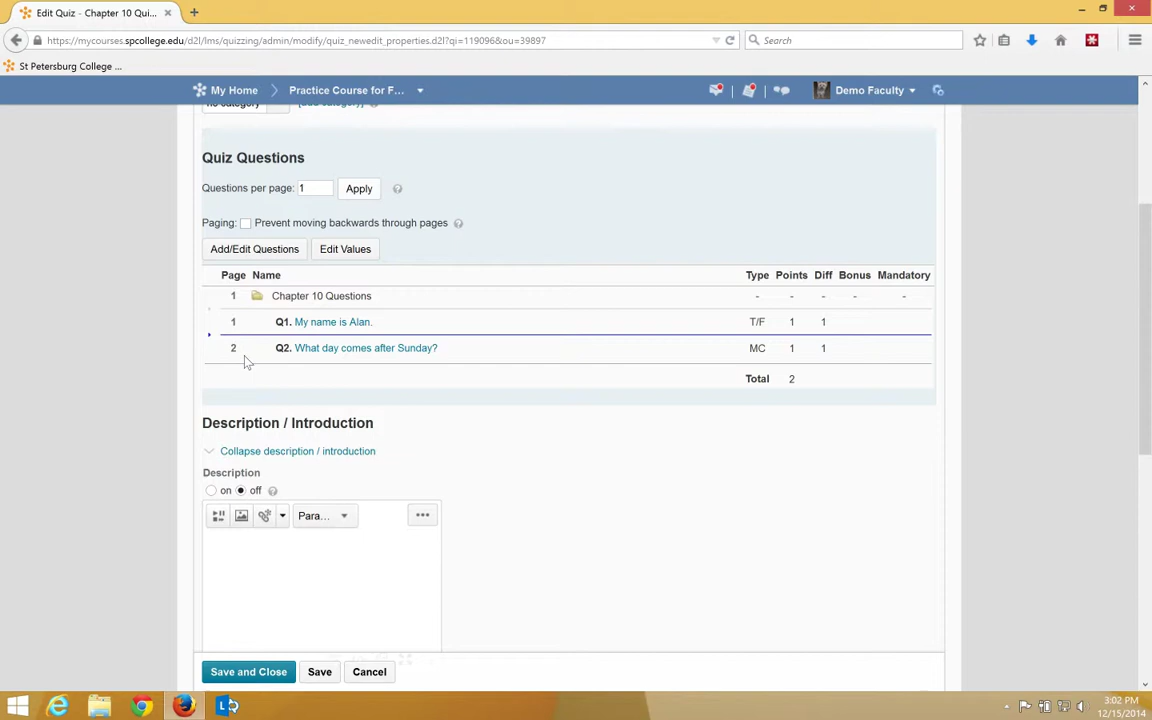 Edit Quiz - Chapter 10 Qui...
https://mycourses.spcollege.edu/d2l/lms/quizzing/admin/modify/quiz_newedit_properties.d2l?qi=119096&ou=39897
Search
St Petersburg College ...
My Home
Practice Course for F...
Demo Faculty
no category
[add category]
Quiz Questions
Questions per page: 1 Apply
Paging: Prevent moving backwards through pages
Add/Edit Questions Edit Values
Page Name Type Points Diff Bonus Mandatory
1 Chapter 10 Questions - - - - -
1 Q1. My name is Alan. T/F 1 1
2 Q2. What day comes after Sunday? MC 1 1
Total 2
Description / Introduction
Collapse description / introduction
Description
on off
Para...
Save and Close Save Cancel
3:02 PM
12/15/2014